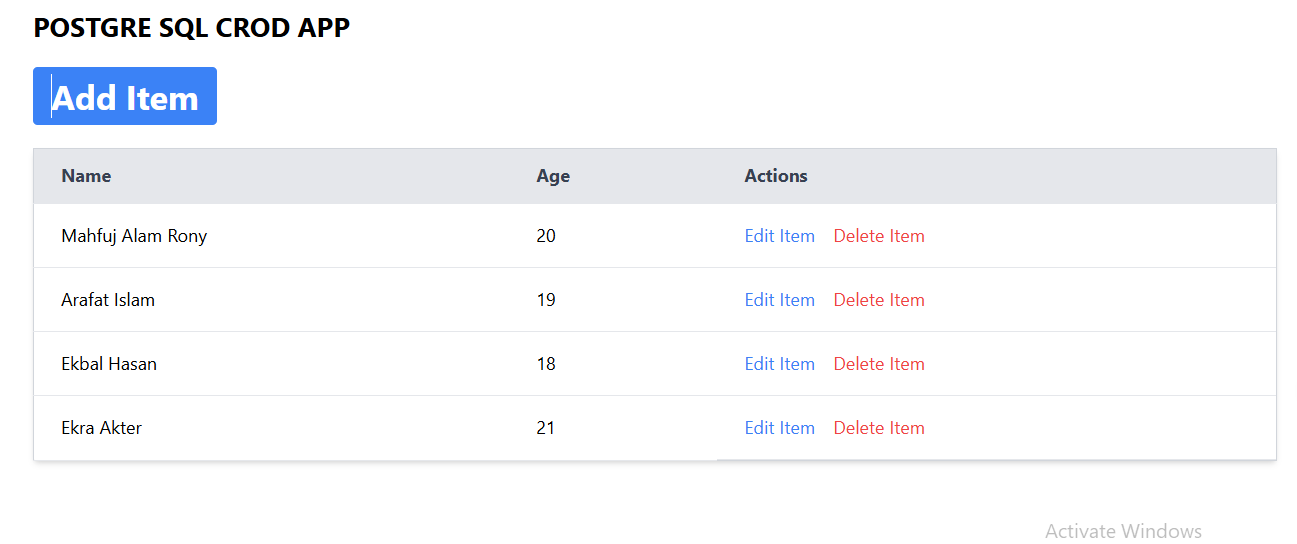 POSTGRE SQL CROD APP
Add Item
Name Age Actions
Mahfuj Alam Rony 20 Edit Item Delete Item
Arafat Islam 19 Edit Item Delete Item
Ekbal Hasan 18 Edit Item Delete Item
Ekra Akter 21 Edit Item Delete Item
Activate Windows